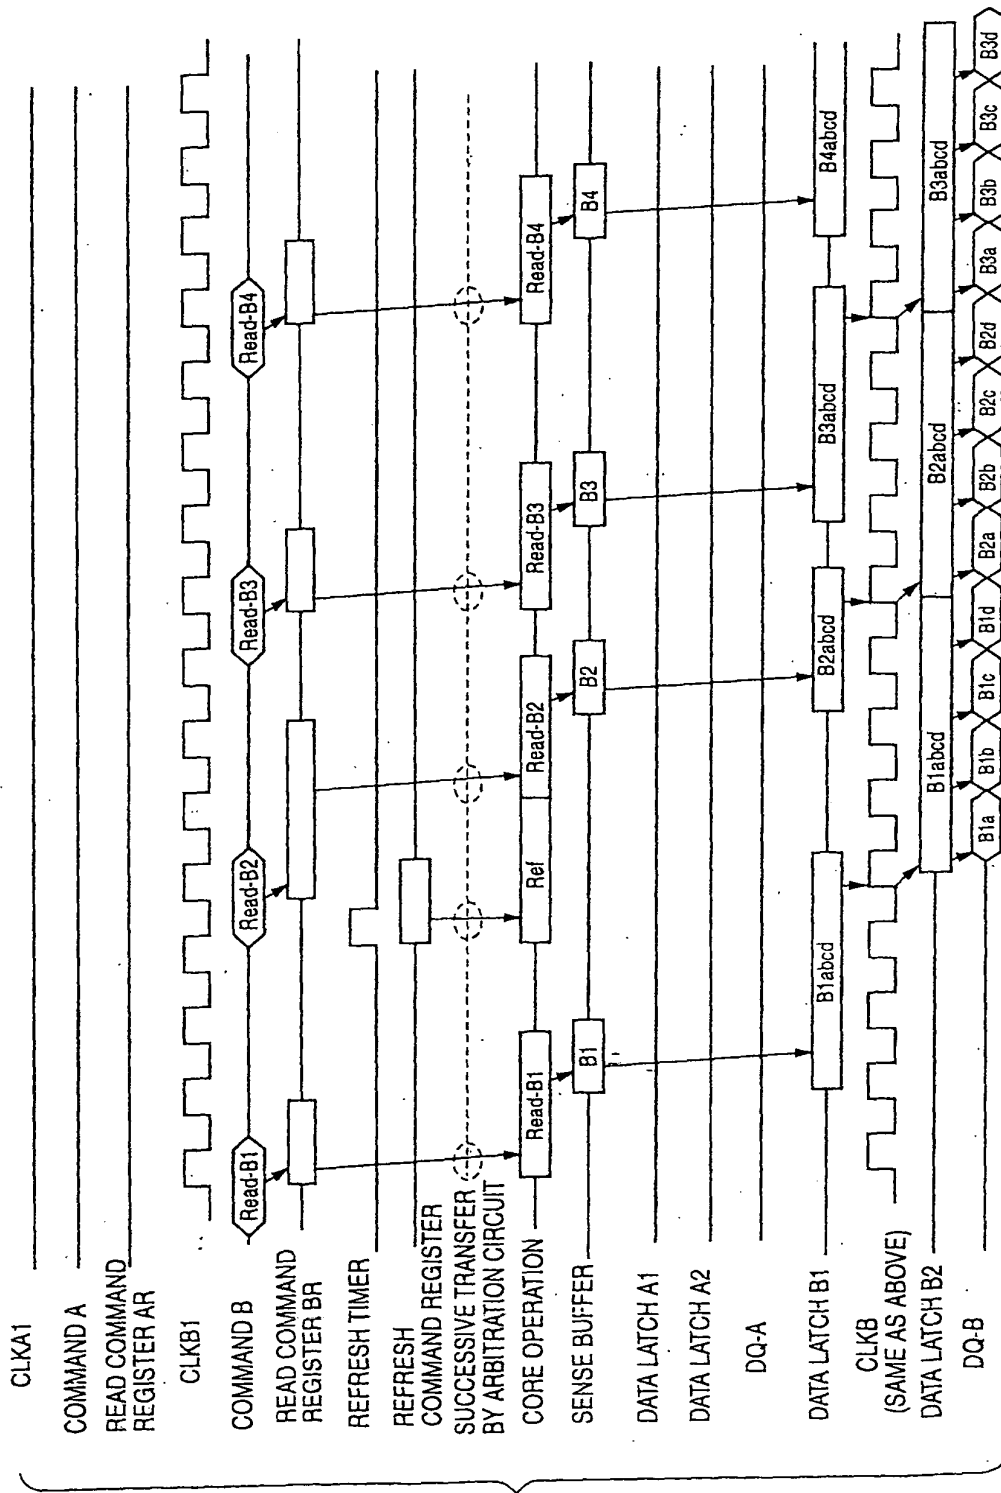 CLKA1
COMMAND A
READ COMMAND
REGISTER AR
CLKB1
COMMAND B
Read-B1
Read-B2
Read-B3
Read-B4
READ COMMAND
REGISTER BR
REFRESH TIMER
REFRESH
COMMAND REGISTER
SUCCESSIVE TRANSFER
BY ARBITRATION CIRCUIT
CORE OPERATION
Read-B1
Ref
Read-B2
Read-B3
Read-B4
SENSE BUFFER
B1
B2
B3
B4
DATA LATCH A1
DATA LATCH A2
DQ-A
DATA LATCH B1
B1abcd
B2abcd
B3abcd
B4abcd
CLKB
(SAME AS ABOVE)
DATA LATCH B2
B1abcd
B2abcd
B3abcd
DQ-B
B1a
B1b
B1c
B1d
B2a
B2b
B2c
B2d
B3a
B3b
B3c
B3d